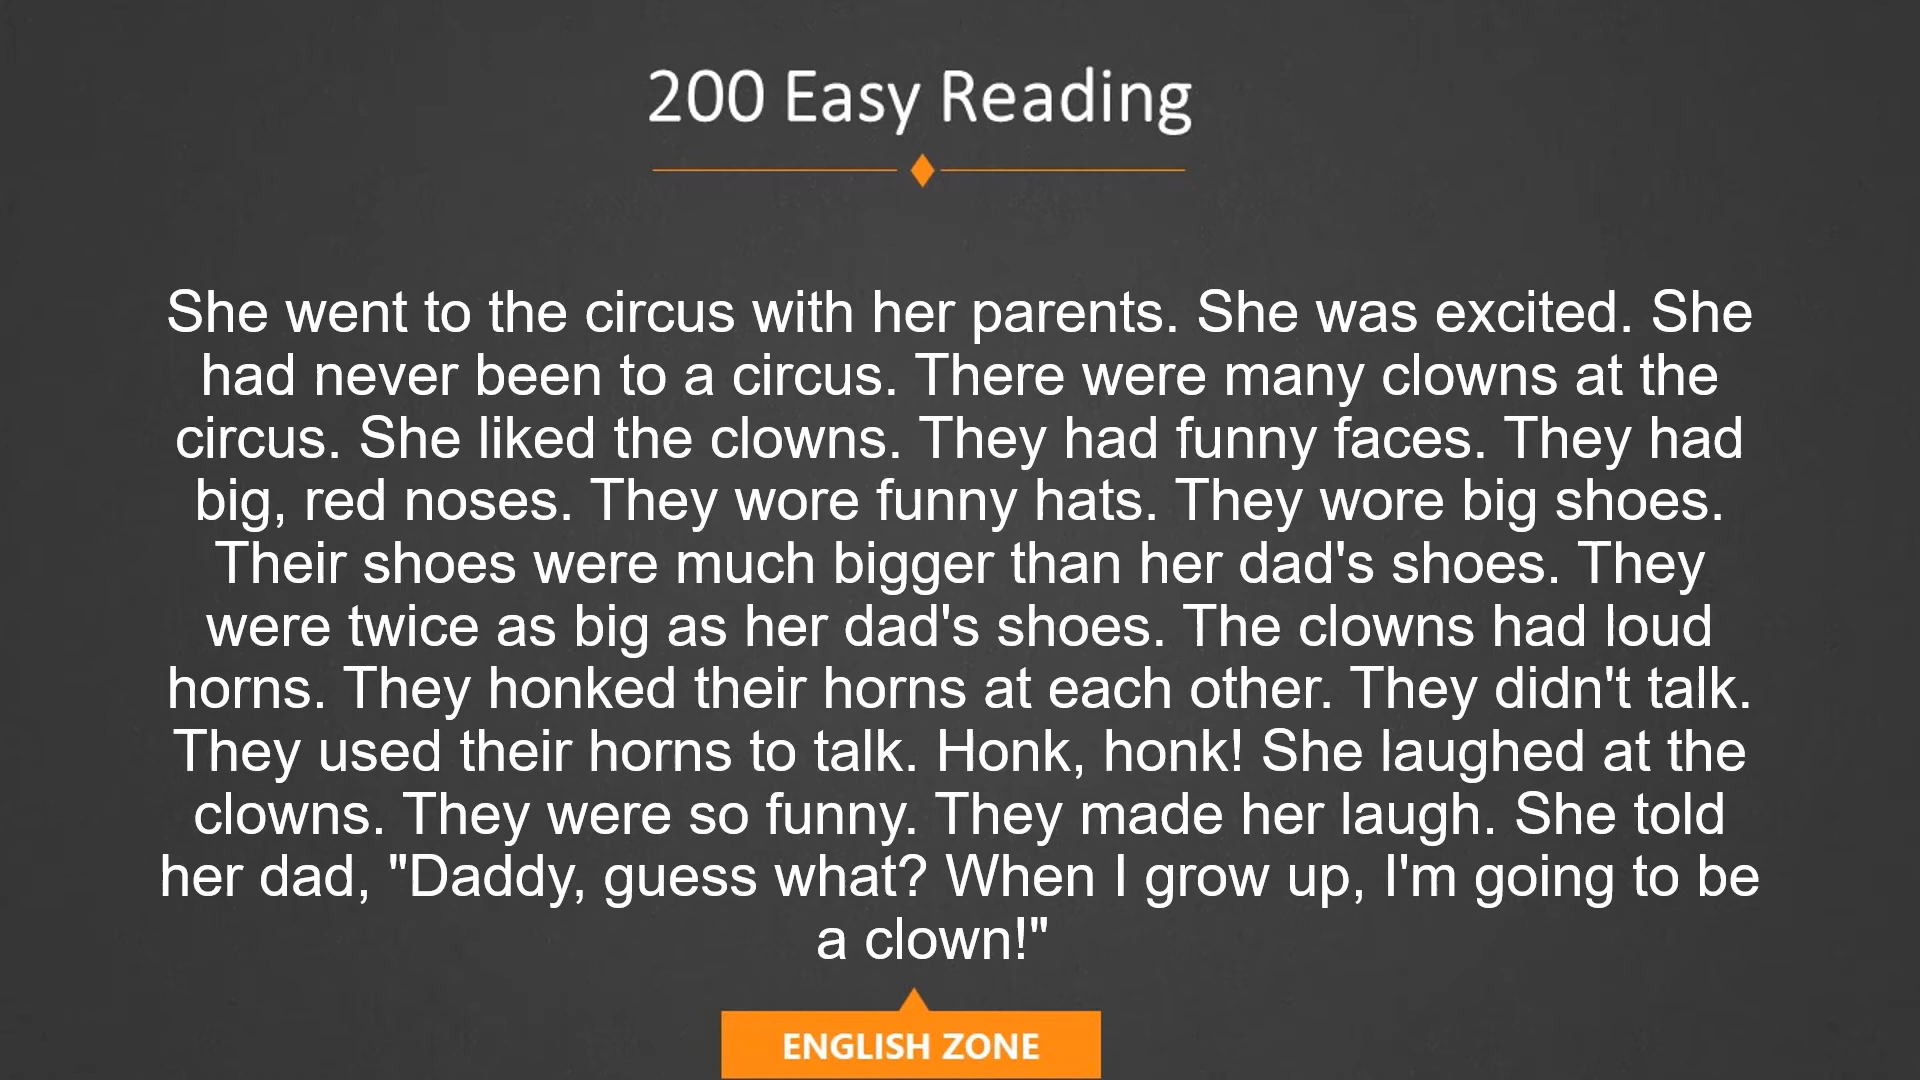 200 Easy Reading
She went to the circus with her parents. She was excited. She
had never been to a circus. There were many clowns at the
circus. She liked the clowns. They had funny faces. They had
big, red noses. They wore funny hats. They wore big shoes.
Their shoes were much bigger than her dad's shoes. They
were twice as big as her dad's shoes. The clowns had loud
horns. They honked their horns at each other. They didn't talk.
They used their horns to talk. Honk, honk! She laughed at the
clowns. They were so funny. They made her laugh. She told
her dad, "Daddy, guess what? When I grow up, I'm going to be
a clown!"
ENGLISH ZONE